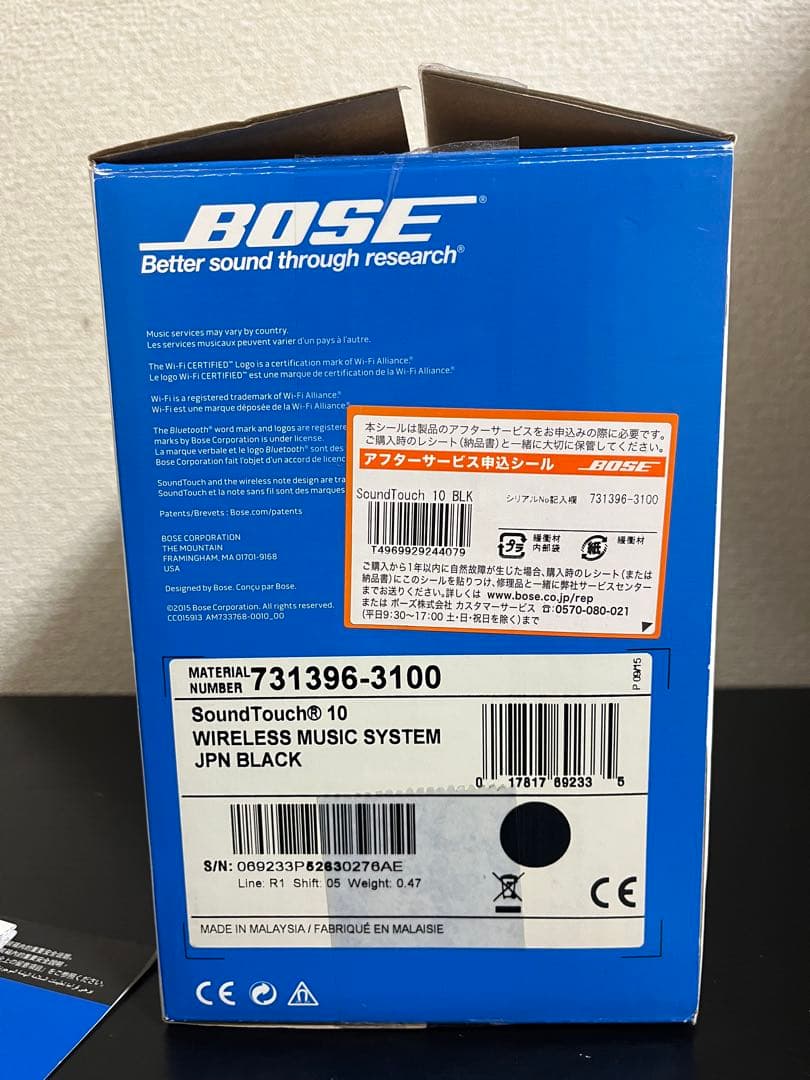 BOSE®
Better sound through research®
Music services may vary by country.
Les services musicaux peuvent varier d'un pays à l'autre.
The Wi-Fi CERTIFIED™ Logo is a certification mark of Wi-Fi Alliance.®
Le logo Wi-Fi CERTIFIED™ est une marque de certification de la Wi-Fi Alliance.®
Wi-Fi is a registered trademark of Wi-Fi Alliance.®
Wi-Fi est une marque déposée de la Wi-Fi Alliance®
The Bluetooth® word mark and logos are registere
marks by Bose Corporation is under license.
La marque verbale et le logo Bluetooth® sont des
Bose Corporation fait l'objet d'un accord de licenc
SoundTouch and the wireless note design are tra
SoundTouch et la note sans fil sont des marques
Patents/Brevets : Bose.com/patents
BOSE CORPORATION
THE MOUNTAIN
FRAMINGHAM, MA 01701-9168
USA
Designed by Bose. Conçu par Bose.
©2015 Bose Corporation. All rights reserved.
CC015913 AM733768-0010_00
本シールは製品のアフターサービスをお申込みの際に必要です。
ご購入時のレシート(納品書)と一緒に大切に保管してください。
アフターサービス申込シール BOSE
SoundTouch 10 BLK シリアルNo記入欄 731396-3100
T4969929244079
プラ 緩衝材 内部袋 紙 緩衝材
ご購入から1年以内に自然故障が生じた場合、購入時のレシート(または
納品書)にこのシールを貼りつけ、修理品と一緒に弊社サービスセンター
までお送りください。詳しくは www.bose.co.jp/rep
または ボーズ株式会社 カスタマーサービス ☎:0570-080-021
(平日9:30~17:00 土・日・祝日を除く)まで
MATERIAL NUMBER 731396-3100
P 09/15
SoundTouch® 10
WIRELESS MUSIC SYSTEM
JPN BLACK
0 17817 69233 5
S/N: 069233P52630276AE
Line: R1 Shift: 05 Weight: 0.47
CE
MADE IN MALAYSIA / FABRIQUÉ EN MALAISIE
CE